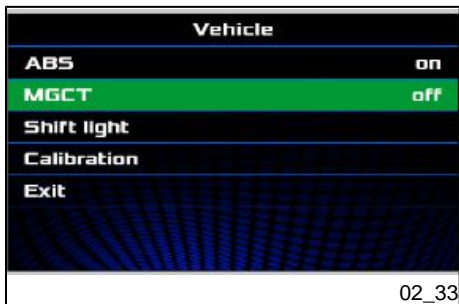 Vehicle
ABS on
MGCT off
Shift light
Calibration
Exit
02_33